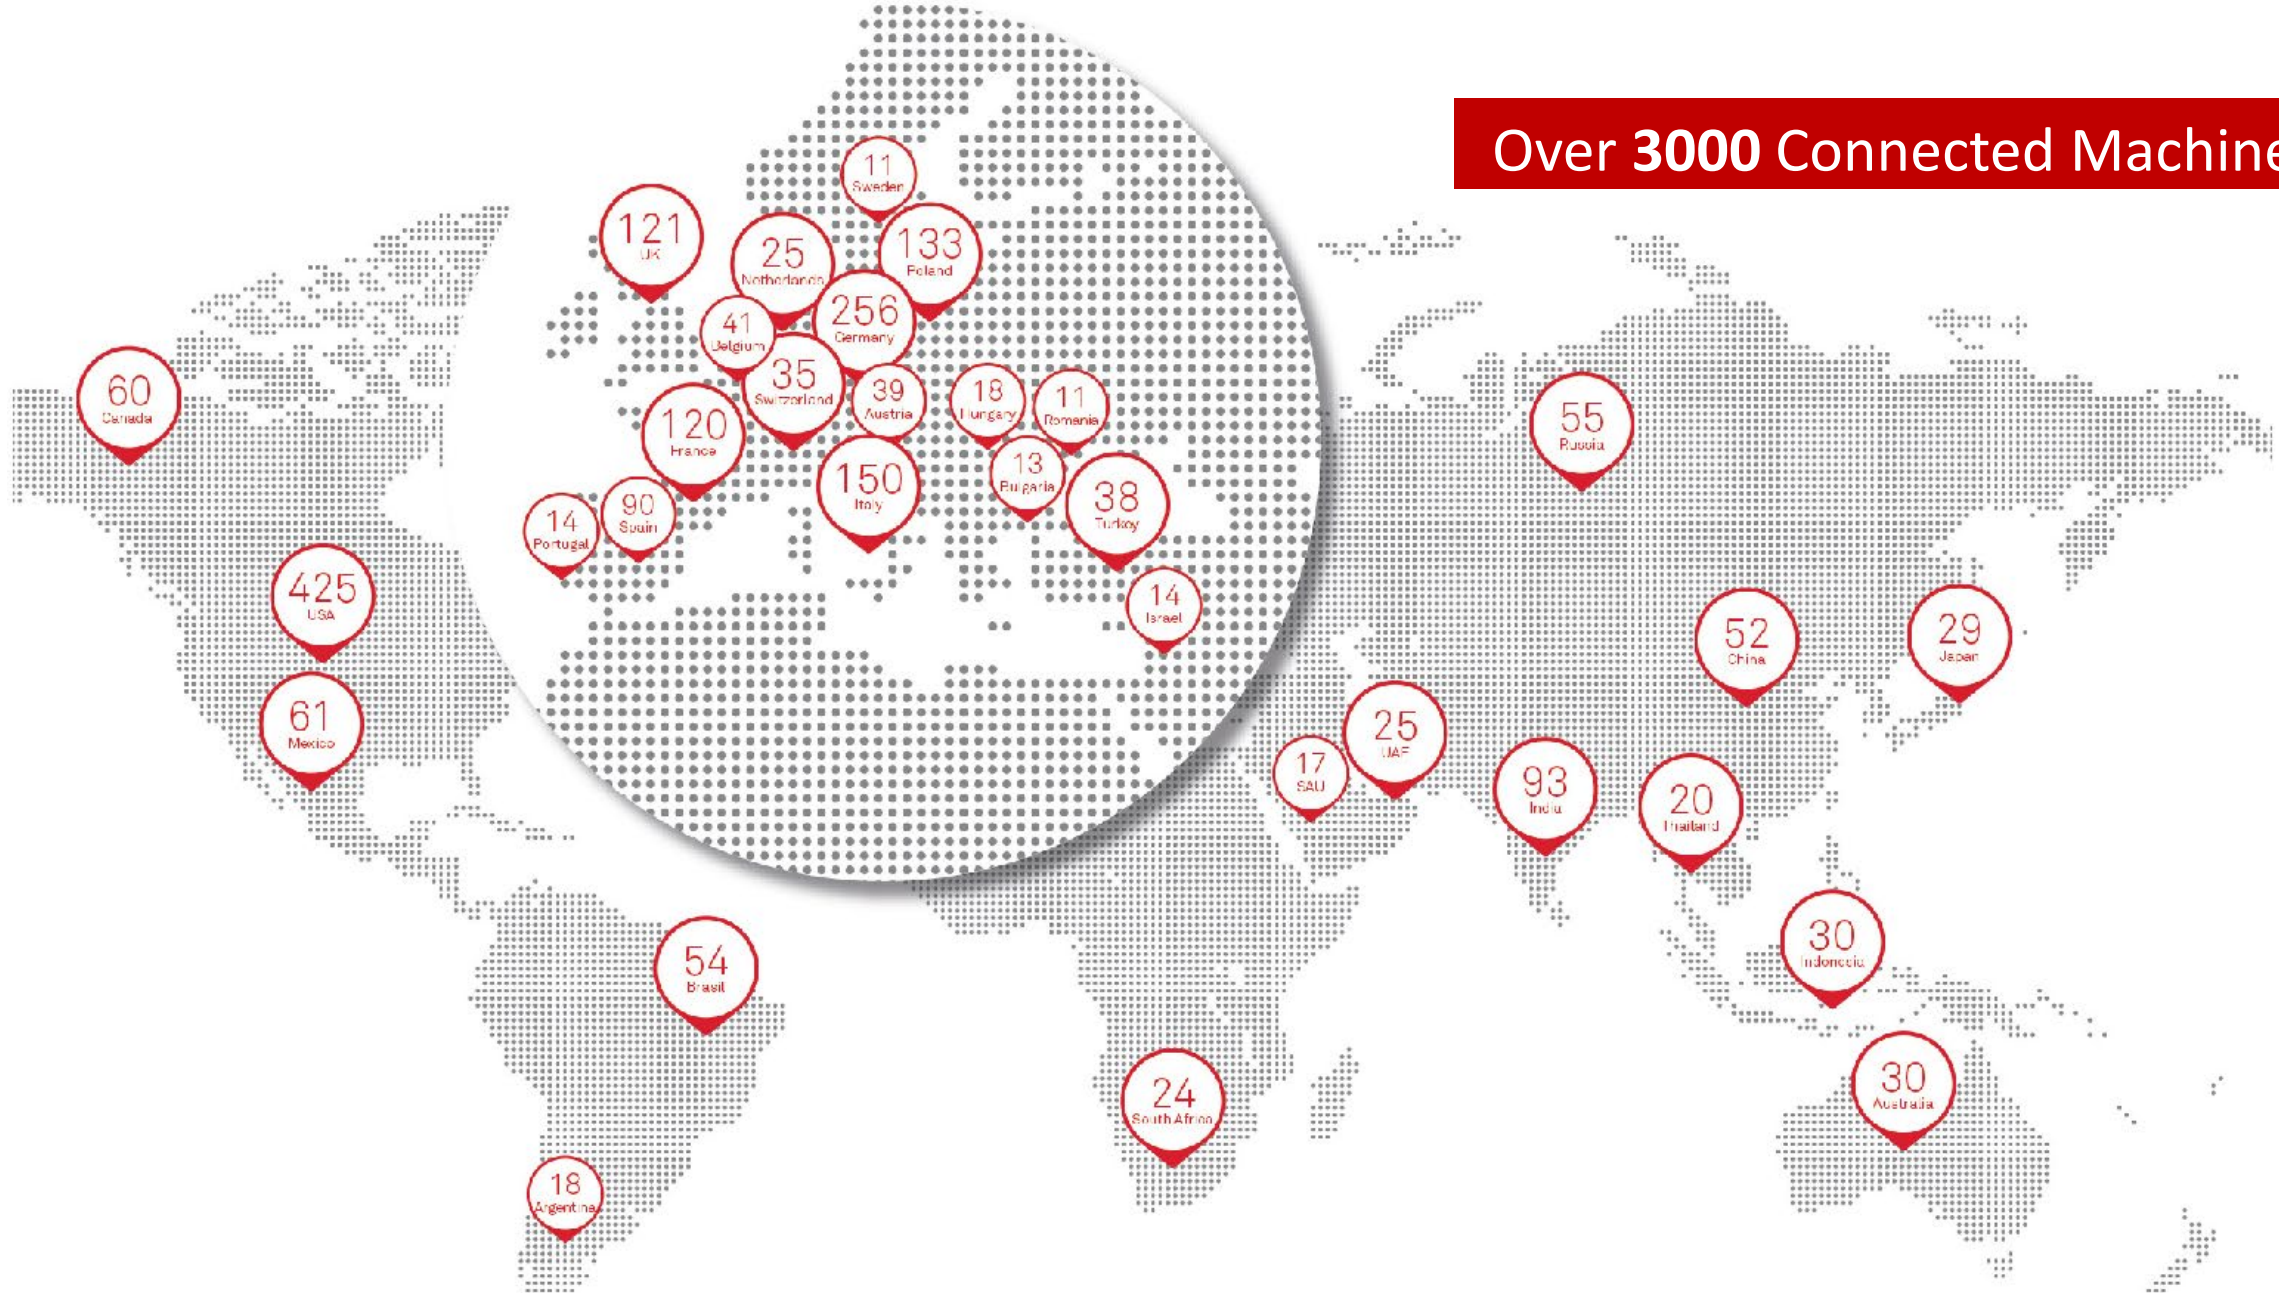 Over 3000 Connected Machine
11
Sweden
121
UK
25
Netherlands
133
Poland
41
Belgium
256
Germany
60
Canada
35
Switzerland
39
Austria
18
Hungary
11
Romania
55
Russia
120
France
150
Italy
13
Bulgaria
38
Turkey
14
Portugal
90
Spain
425
USA
14
Israel
52
China
29
Japan
61
Mexico
17
SAU
25
UAE
93
India
20
Thailand
54
Brasil
30
Indonesia
24
South Africa
30
Australia
18
Argentina